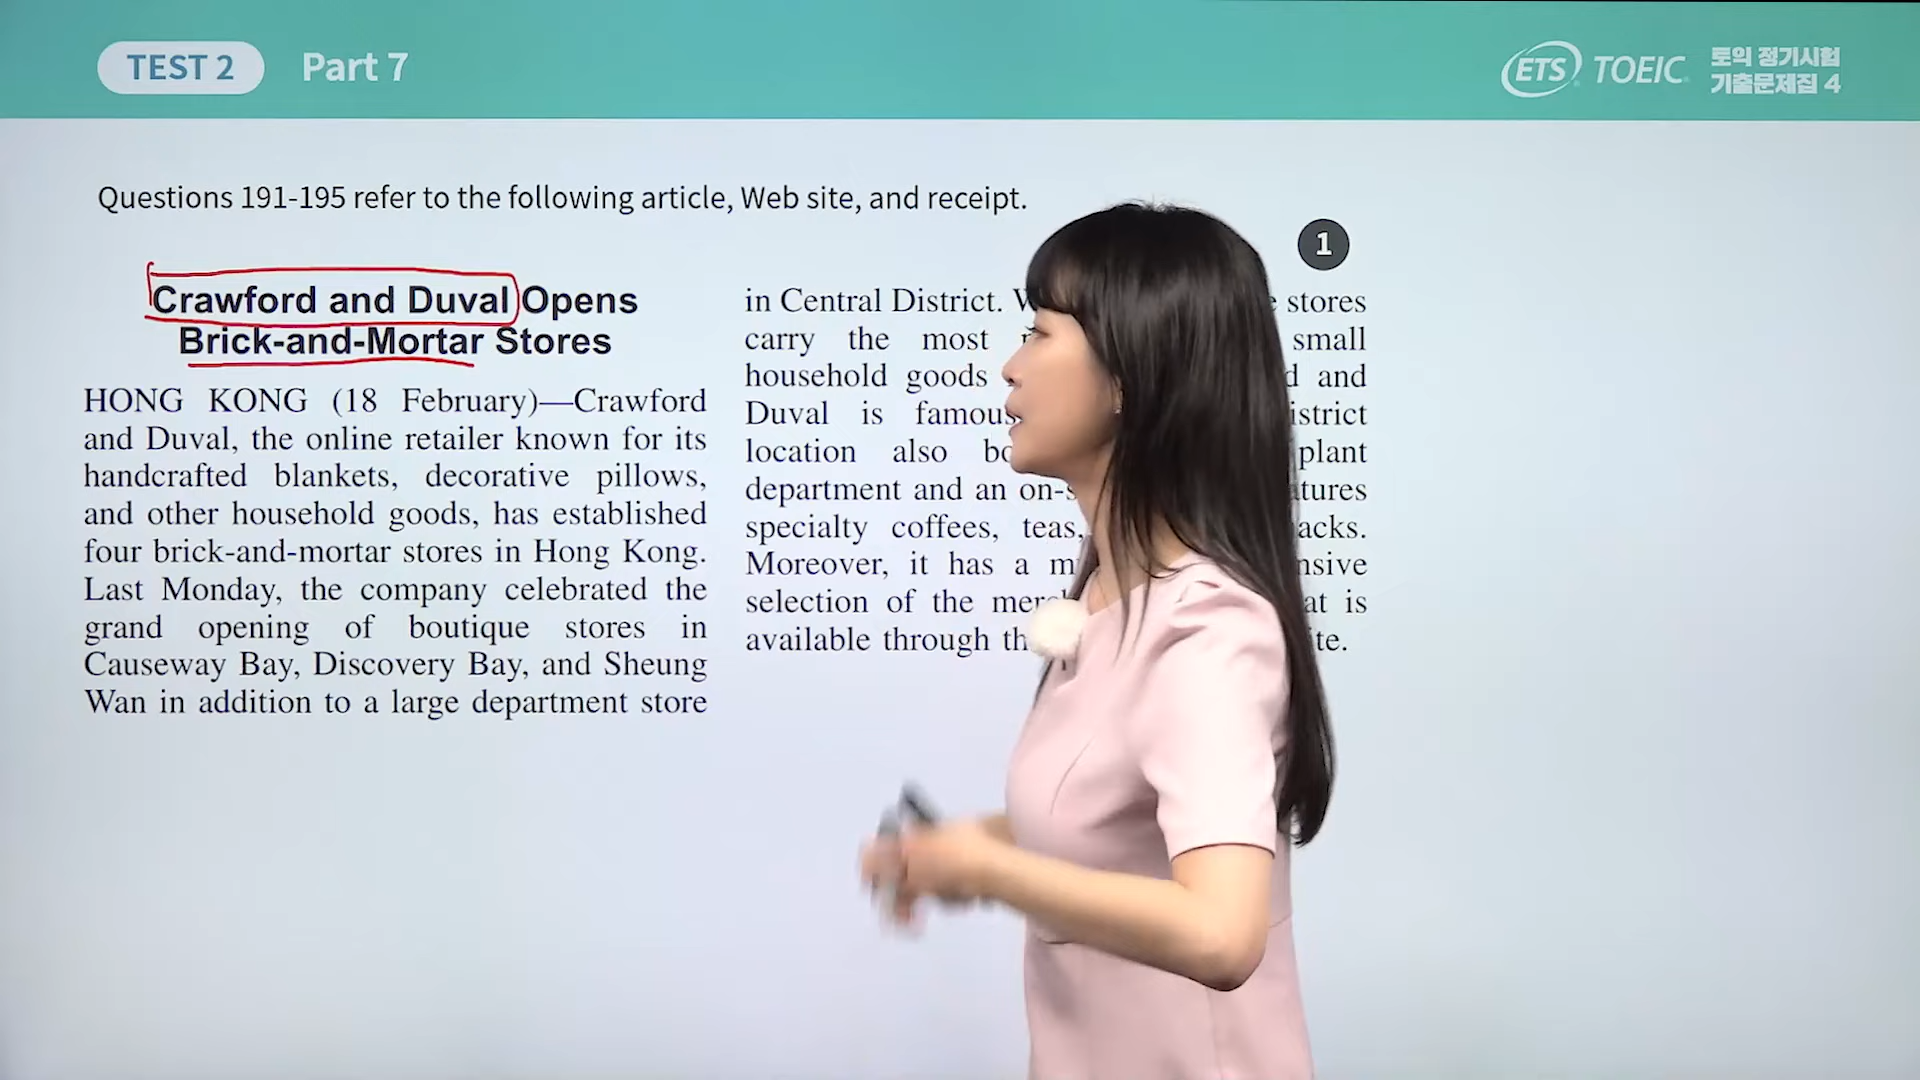 TEST 2
Part 7
ETS TOEIC
토익 정기시험
기출문제집 4
Questions 191-195 refer to the following article, Web site, and receipt.
1
Crawford and Duval Opens
Brick-and-Mortar Stores
HONG KONG (18 February)—Crawford
and Duval, the online retailer known for its
handcrafted blankets, decorative pillows,
and other household goods, has established
four brick-and-mortar stores in Hong Kong.
Last Monday, the company celebrated the
grand opening of boutique stores in
Causeway Bay, Discovery Bay, and Sheung
Wan in addition to a large department store
in Central District. stores
carry the most small
household goods and
Duval is famous
location also plant
department and an
specialty coffees, teas,
Moreover, it has a
selection of the is
available through